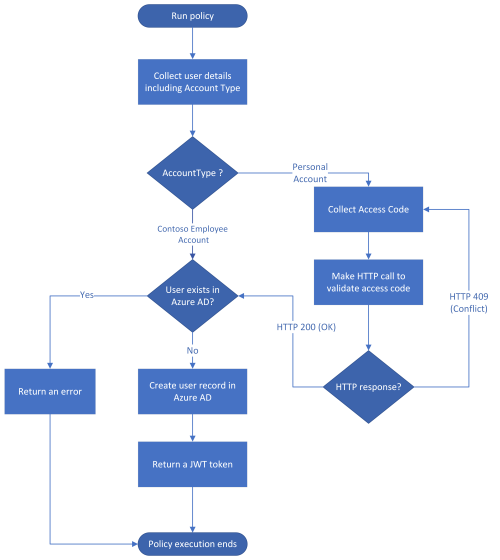 Run policy
Collect user details
including Account Type
AccountType ?
Personal
Account
Collect Access Code
Contoso Employee
Account
Make HTTP call to
validate access code
User exists in
Azure AD?
Yes
HTTP 409
(Conflict)
HTTP 200 (OK)
No
HTTP response?
Return an error
Create user record in
Azure AD
Return a JWT token
Policy execution ends